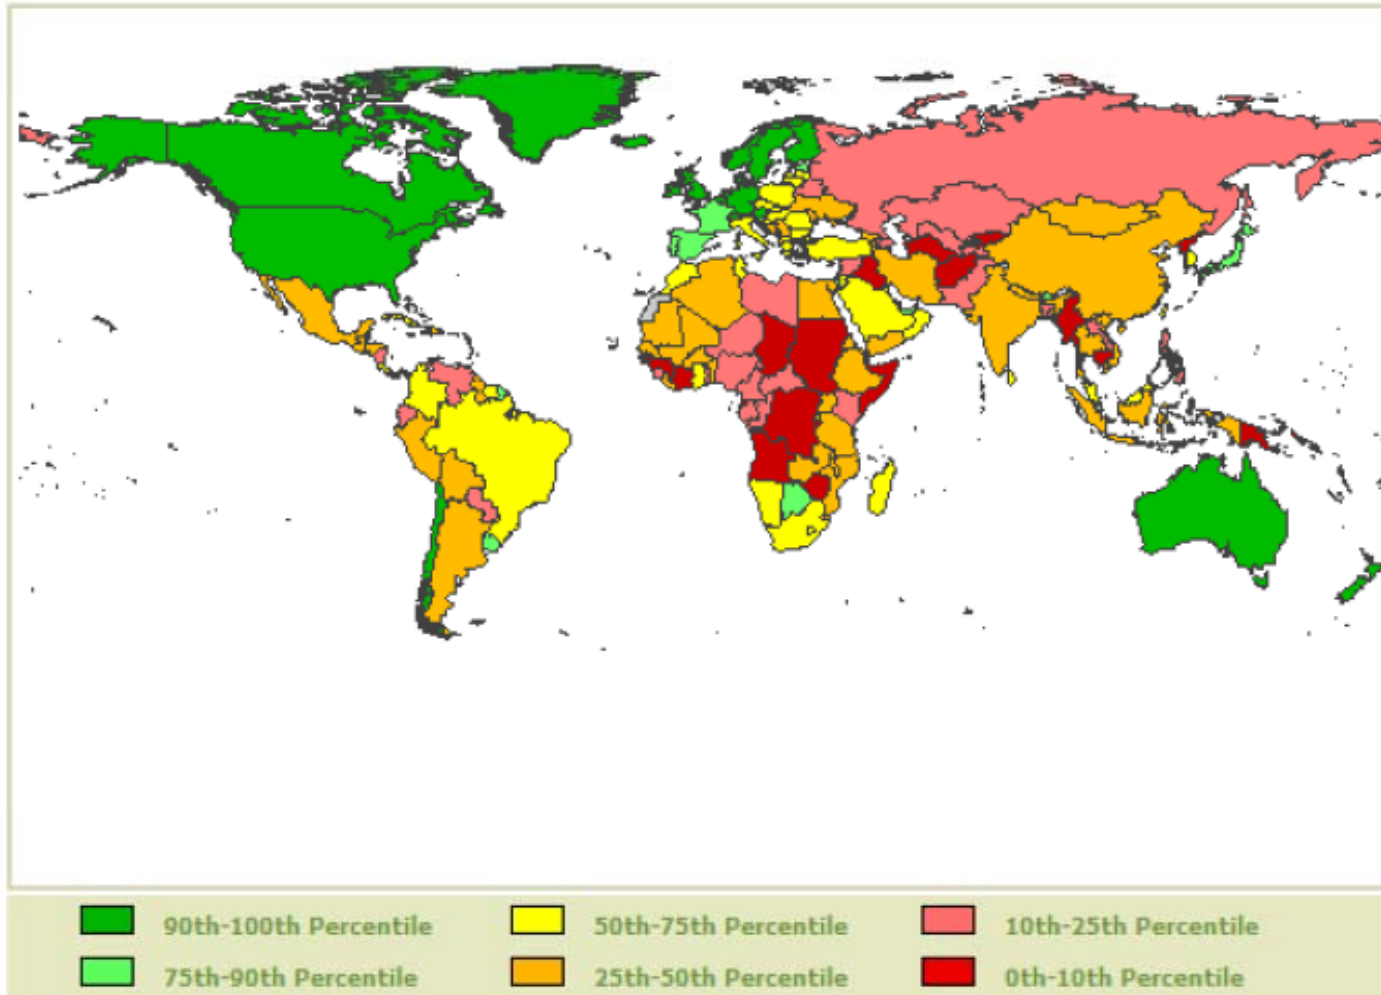 90th-100th Percentile
50th-75th Percentile
10th-25th Percentile
75th-90th Percentile
25th-50th Percentile
0th-10th Percentile